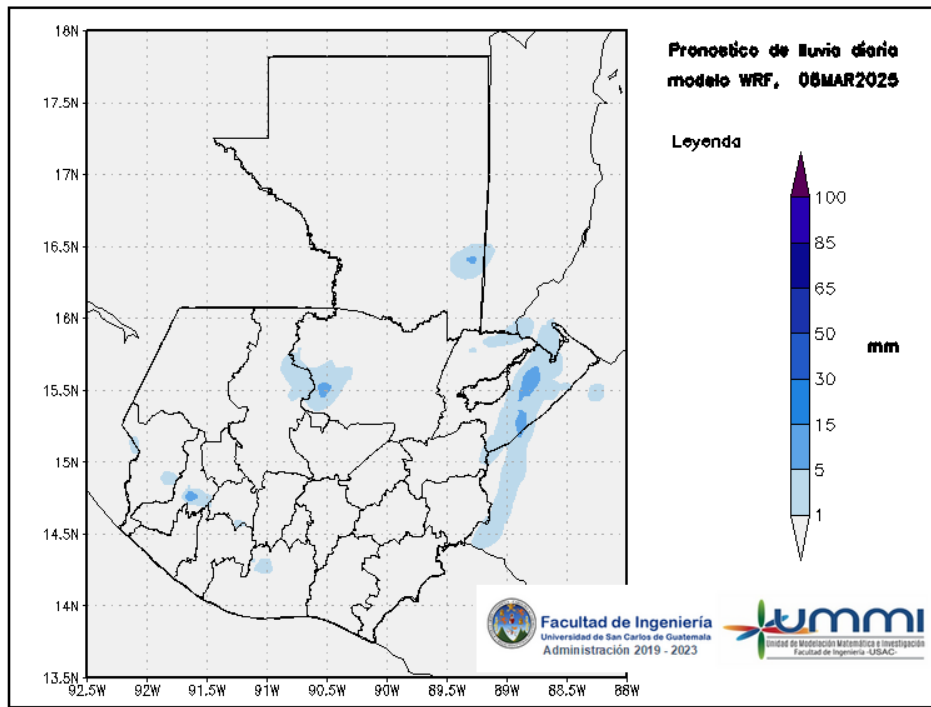 Pronostico de lluvia diaria
modelo WRF,
Leyenda
100
85
65
50
30
15
5
1
mm
18N
17.5N
17N
16.5N
16N
15.5N
15N
14.5N
14N
13.5N
92.5W 92W 91.5W 91W 90.5W 90W 89.5W 89W 88.5W 88W
Facultad de Ingeniería
Universidad de San Carlos de Guatemala
Administración 2019 - 2023
UMMI
Unidad de Modelación Matemática e Investigación
Facultad de Ingeniería -USAC-